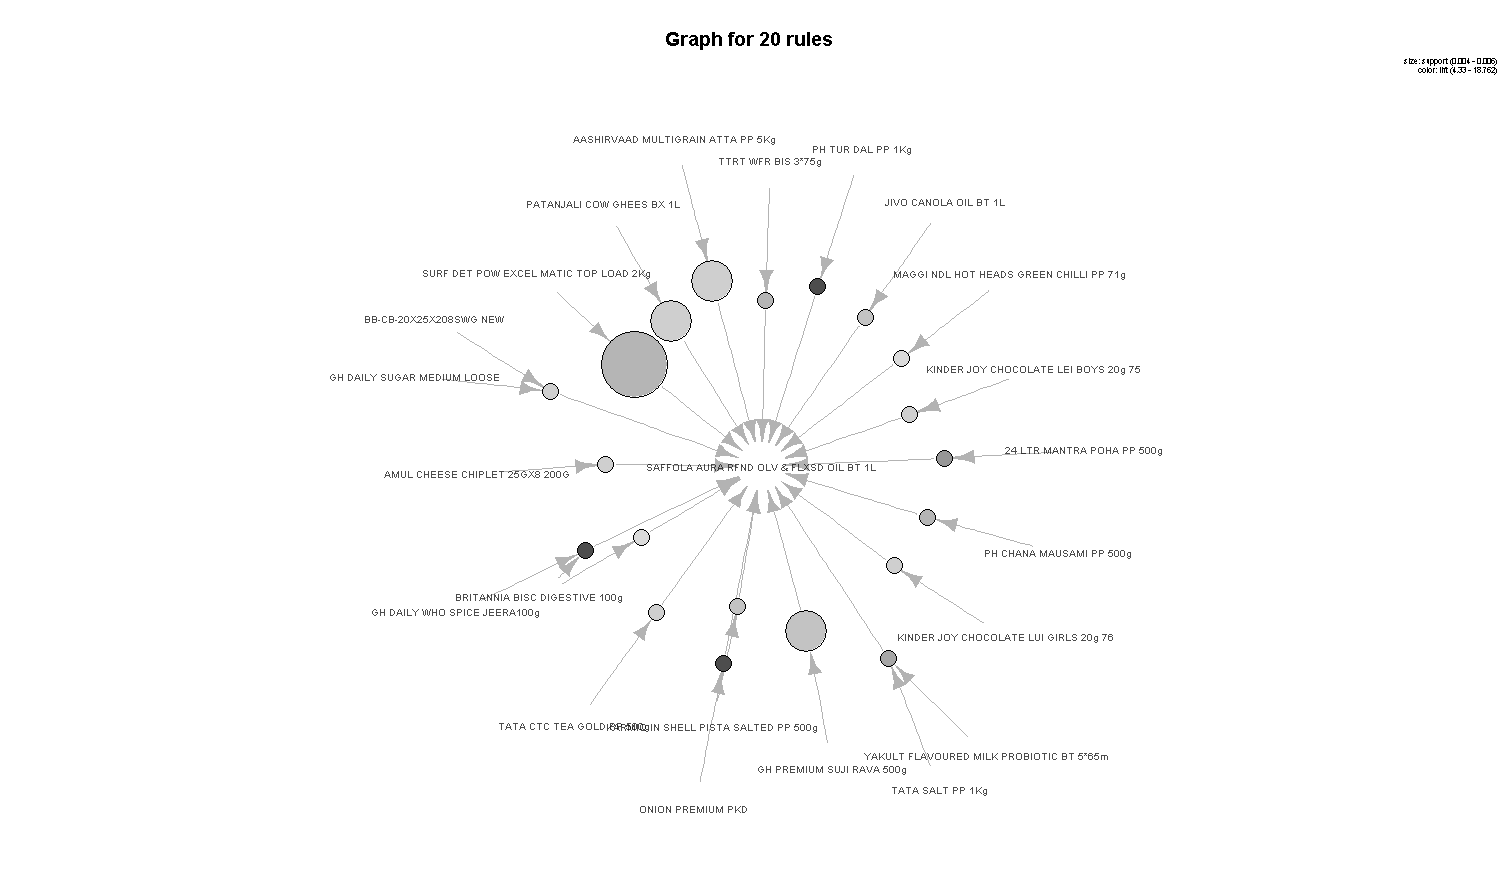 Graph for 20 rules
size: support (0.004 - 0.006)
color: lift (4.33 - 18.762)
AASHIRVAAD MULTIGRAIN ATTA PP 5Kg
PH TUR DAL PP 1Kg
TTRT WFR BIS 3*75g
PATANJALI COW GHEES BX 1L
JIVO CANOLA OIL BT 1L
SURF DET POW EXCEL MATIC TOP LOAD 2Kg
MAGGI NDL HOT HEADS GREEN CHILLI PP 71g
BB-CB-20X25X208SWG NEW
KINDER JOY CHOCOLATE LEI BOYS 20g 75
GH DAILY SUGAR MEDIUM LOOSE
24 LTR MANTRA POHA PP 500g
SAFFOLA AURA RFND OLV & FLXSD OIL BT 1L
AMUL CHEESE CHIPLET 25GX8 200G
PH CHANA MAUSAMI PP 500g
BRITANNIA BISC DIGESTIVE 100g
GH DAILY WHO SPICE JEERA100g
KINDER JOY CHOCOLATE LUI GIRLS 20g 76
TATA CTC TEA GOLD PP 500g
IN SHELL PISTA SALTED PP 500g
YAKULT FLAVOURED MILK PROBIOTIC BT 5*65m
GH PREMIUM SUJI RAVA 500g
TATA SALT PP 1Kg
ONION PREMIUM PKD